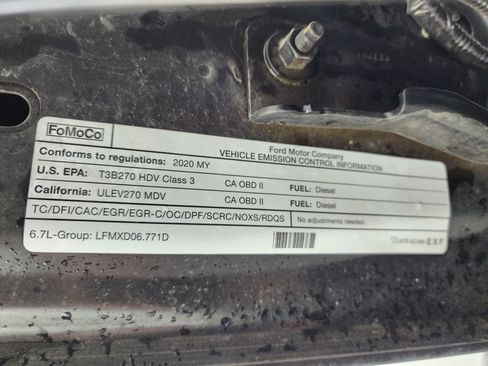 FoMoCo
Ford Motor Company
VEHICLE EMISSION CONTROL INFORMATION
Conforms to regulations: 2020 MY
U.S. EPA: T3B270 HDV Class 3 CA OBD II FUEL: Diesel
California: ULEV270 MDV CA OBD II FUEL: Diesel
TC/DFI/CAC/EGR/EGR-C/OC/DPF/SCRC/NOXS/RDQS No adjustments needed.
6.7L-Group: LFMXD06.771D
EXF